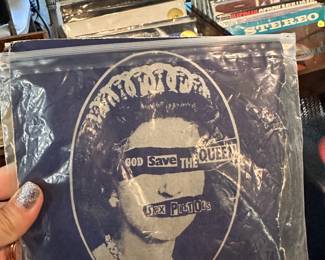 STEREO
GOD Save THE QUEEN
SEX PISTOLS